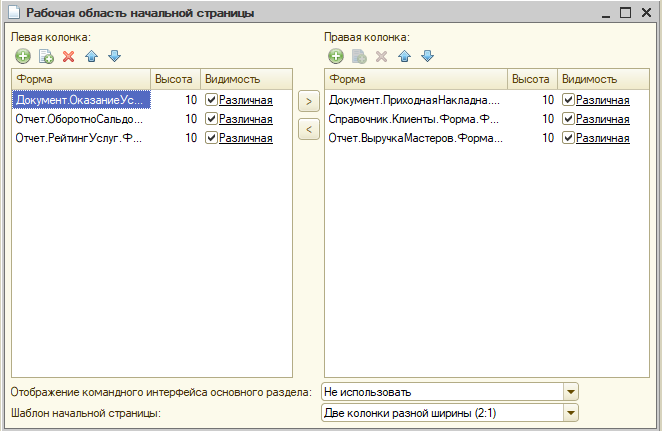 Рабочая область начальной страницы
Левая колонка:
Форма Высота Видимость
Документ.ОказаниеУс... 10 Различная
Отчет.ОборотноСальдо... 10 Различная
Отчет.РейтингУслуг.Ф... 10 Различная
>
<
Правая колонка:
Форма Высота Видимость
Документ.ПриходнаяНакладна.... 10 Различная
Справочник.Клиенты.Форма.Ф... 10 Различная
Отчет.ВыручкаМастеров.Форма... 10 Различная
Отображение командного интерфейса основного раздела: Не использовать
Шаблон начальной страницы: Две колонки разной ширины (2:1)